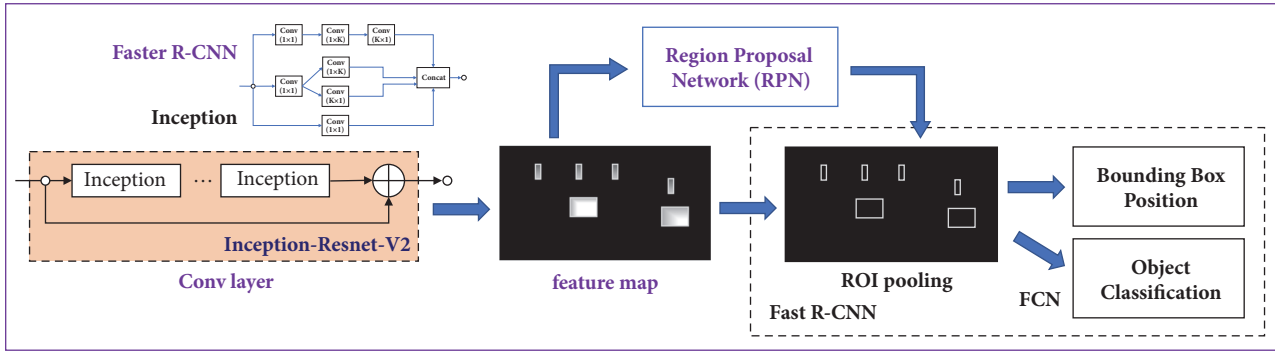 Faster R-CNN
Inception
Conv
(1×1)
Conv
(1×K)
Conv
(K×1)
Conv
(1×1)
Conv
(1×K)
Conv
(K×1)
Conv
(1×1)
Concat
Inception
...
Inception
Inception-Resnet-V2
Conv layer
feature map
Region Proposal
Network (RPN)
ROI pooling
Fast R-CNN
FCN
Bounding Box
Position
Object
Classification